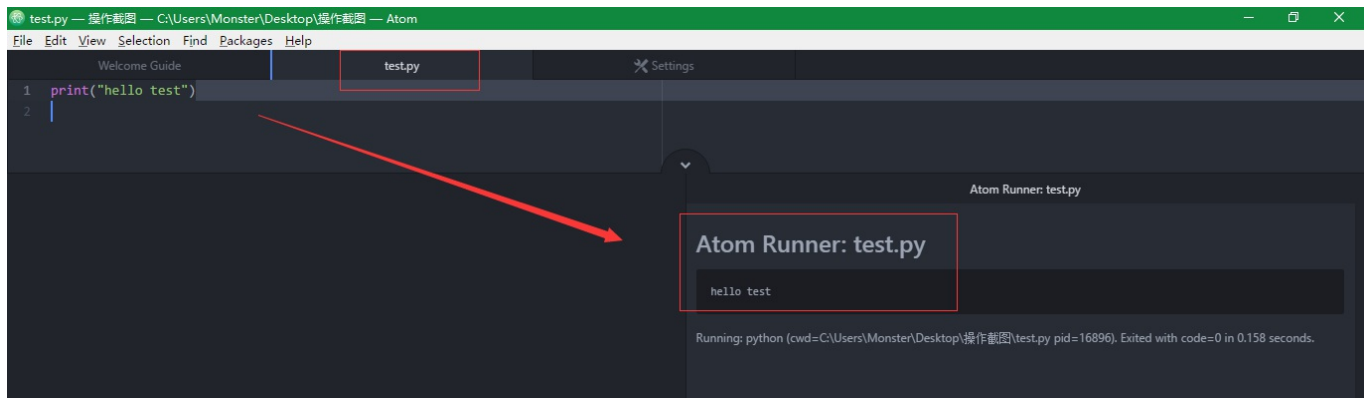 test.py — 操作截图 — C:\Users\Monster\Desktop\操作截图 — Atom
File Edit View Selection Find Packages Help
Welcome Guide test.py Settings
1 print("hello test")
2
Atom Runner: test.py
Atom Runner: test.py
hello test
Running: python (cwd=C:\Users\Monster\Desktop\操作截图\test.py pid=16896). Exited with code=0 in 0.158 seconds.